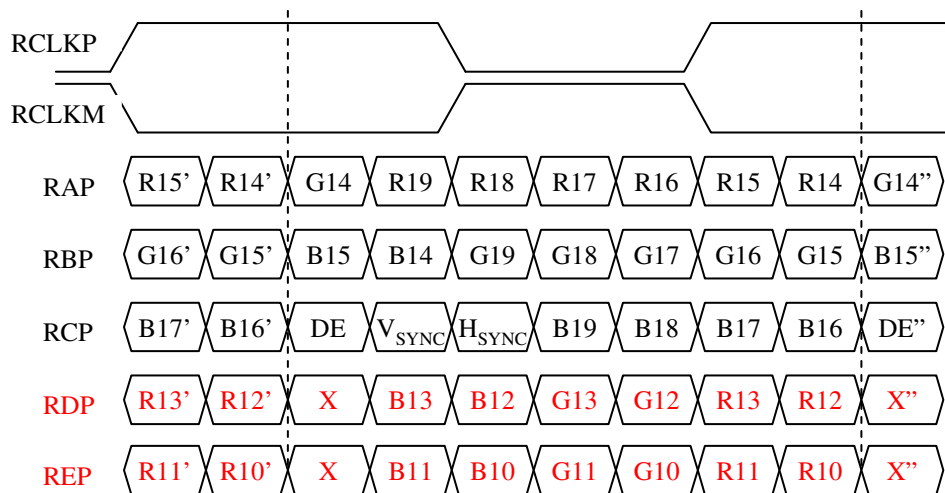 RCLKP
RCLKM
RAP R15’ R14’ G14 R19 R18 R17 R16 R15 R14 G14”
RBP G16’ G15’ B15 B14 G19 G18 G17 G16 G15 B15”
RCP B17’ B16’ DE VSYNC HSYNC B19 B18 B17 B16 DE”
RDP R13’ R12’ X B13 B12 G13 G12 R13 R12 X”
REP R11’ R10’ X B11 B10 G11 G10 R11 R10 X”